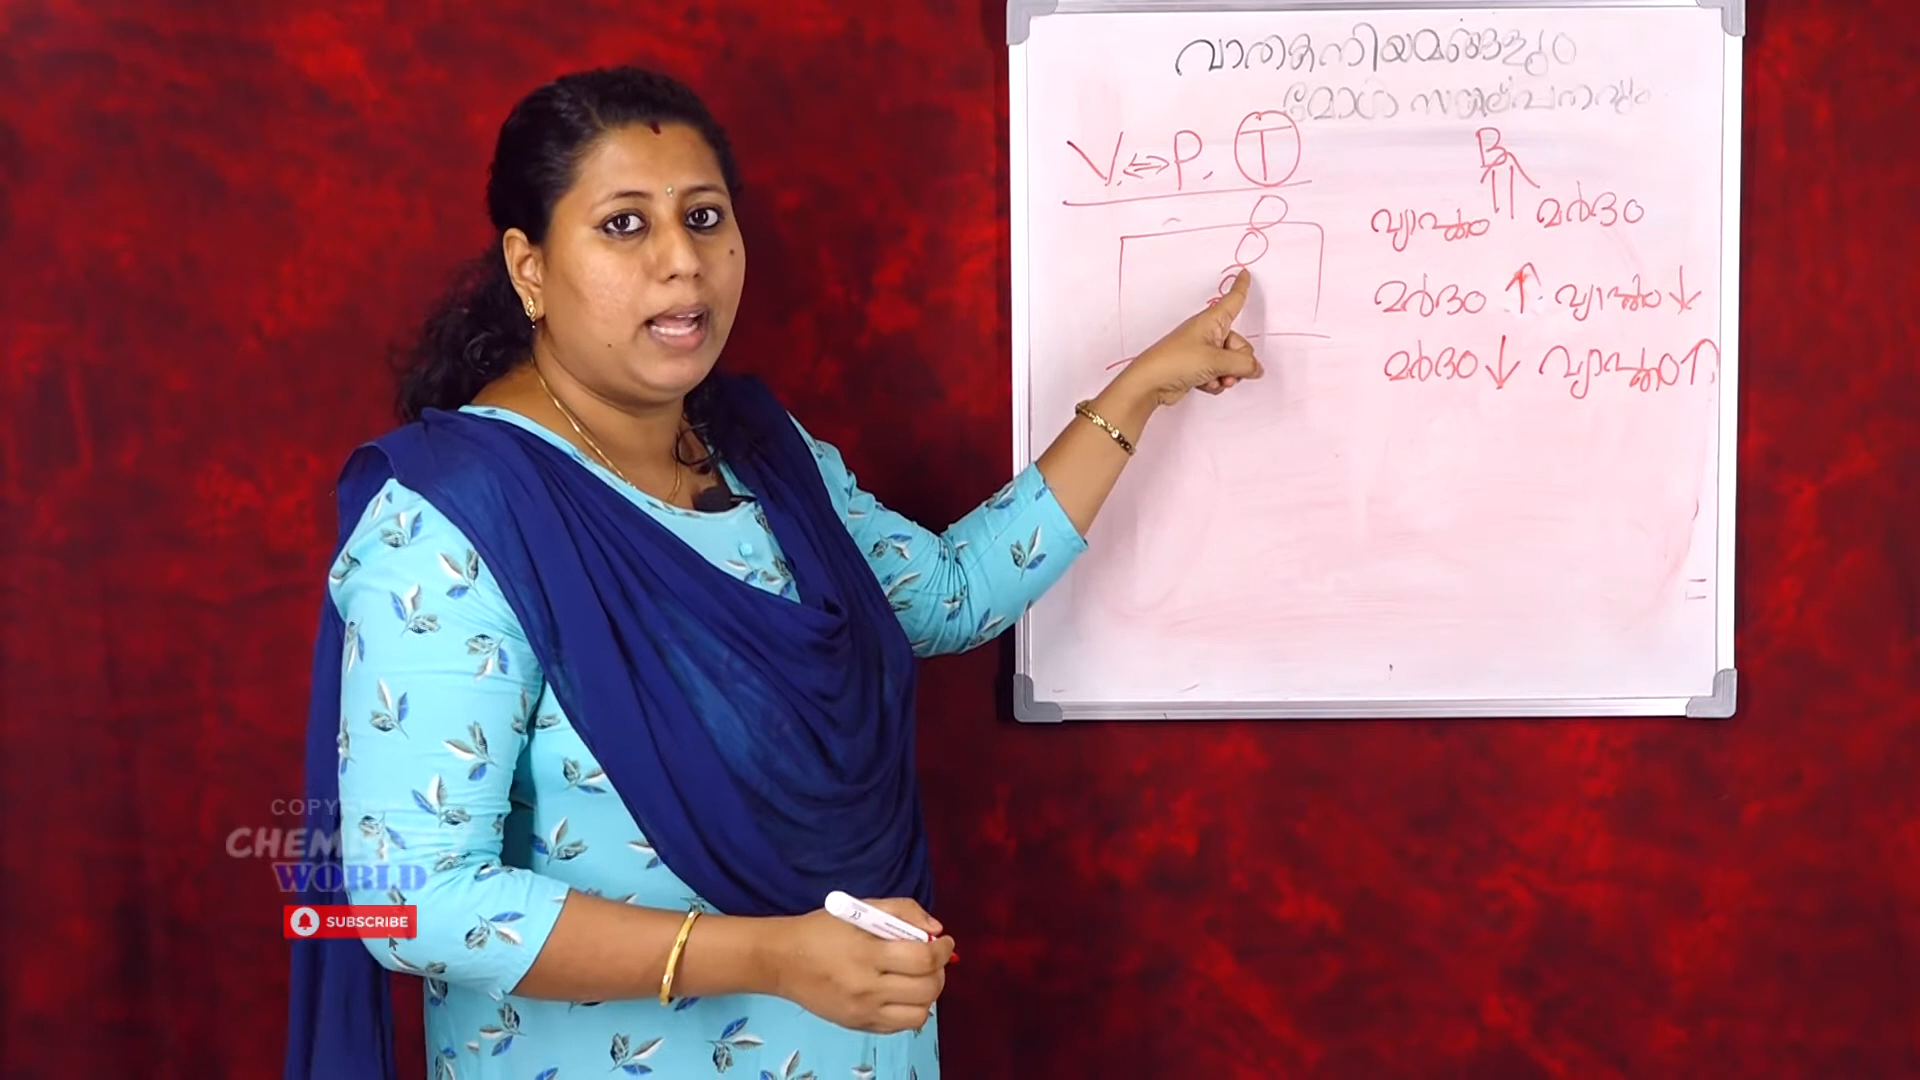 വാതകനിയമങ്ങളും
മോൾ സങ്കല്പനവും
V. ↔ P. T
B
വ്യാപ്തം മർദം
മർദം ↑. വ്യാപ്തം ↓
മർദം ↓ വ്യാപ്തം ↑.
CHEM
WORLD
SUBSCRIBE